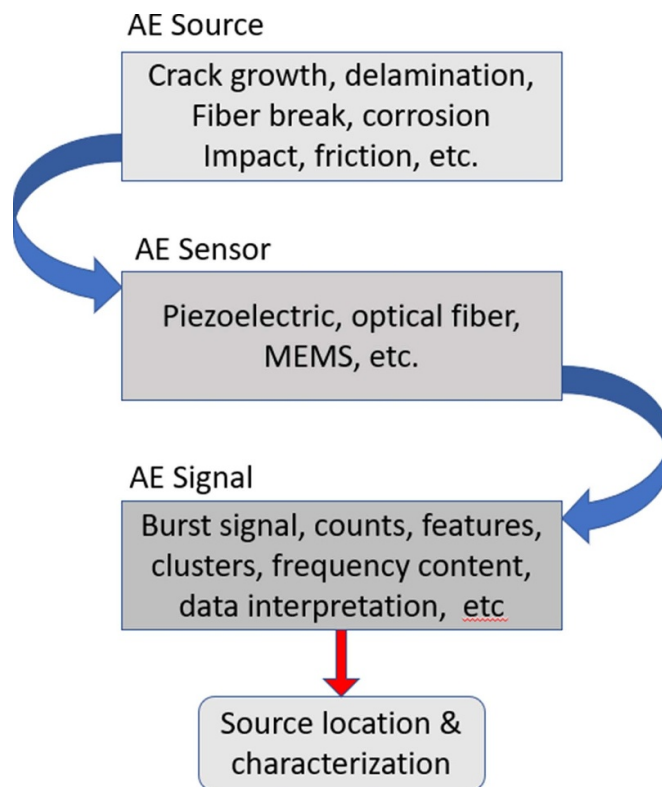 AE Source
Crack growth, delamination,
Fiber break, corrosion
Impact, friction, etc.
AE Sensor
Piezoelectric, optical fiber,
MEMS, etc.
AE Signal
Burst signal, counts, features,
clusters, frequency content,
data interpretation, etc
Source location &
characterization